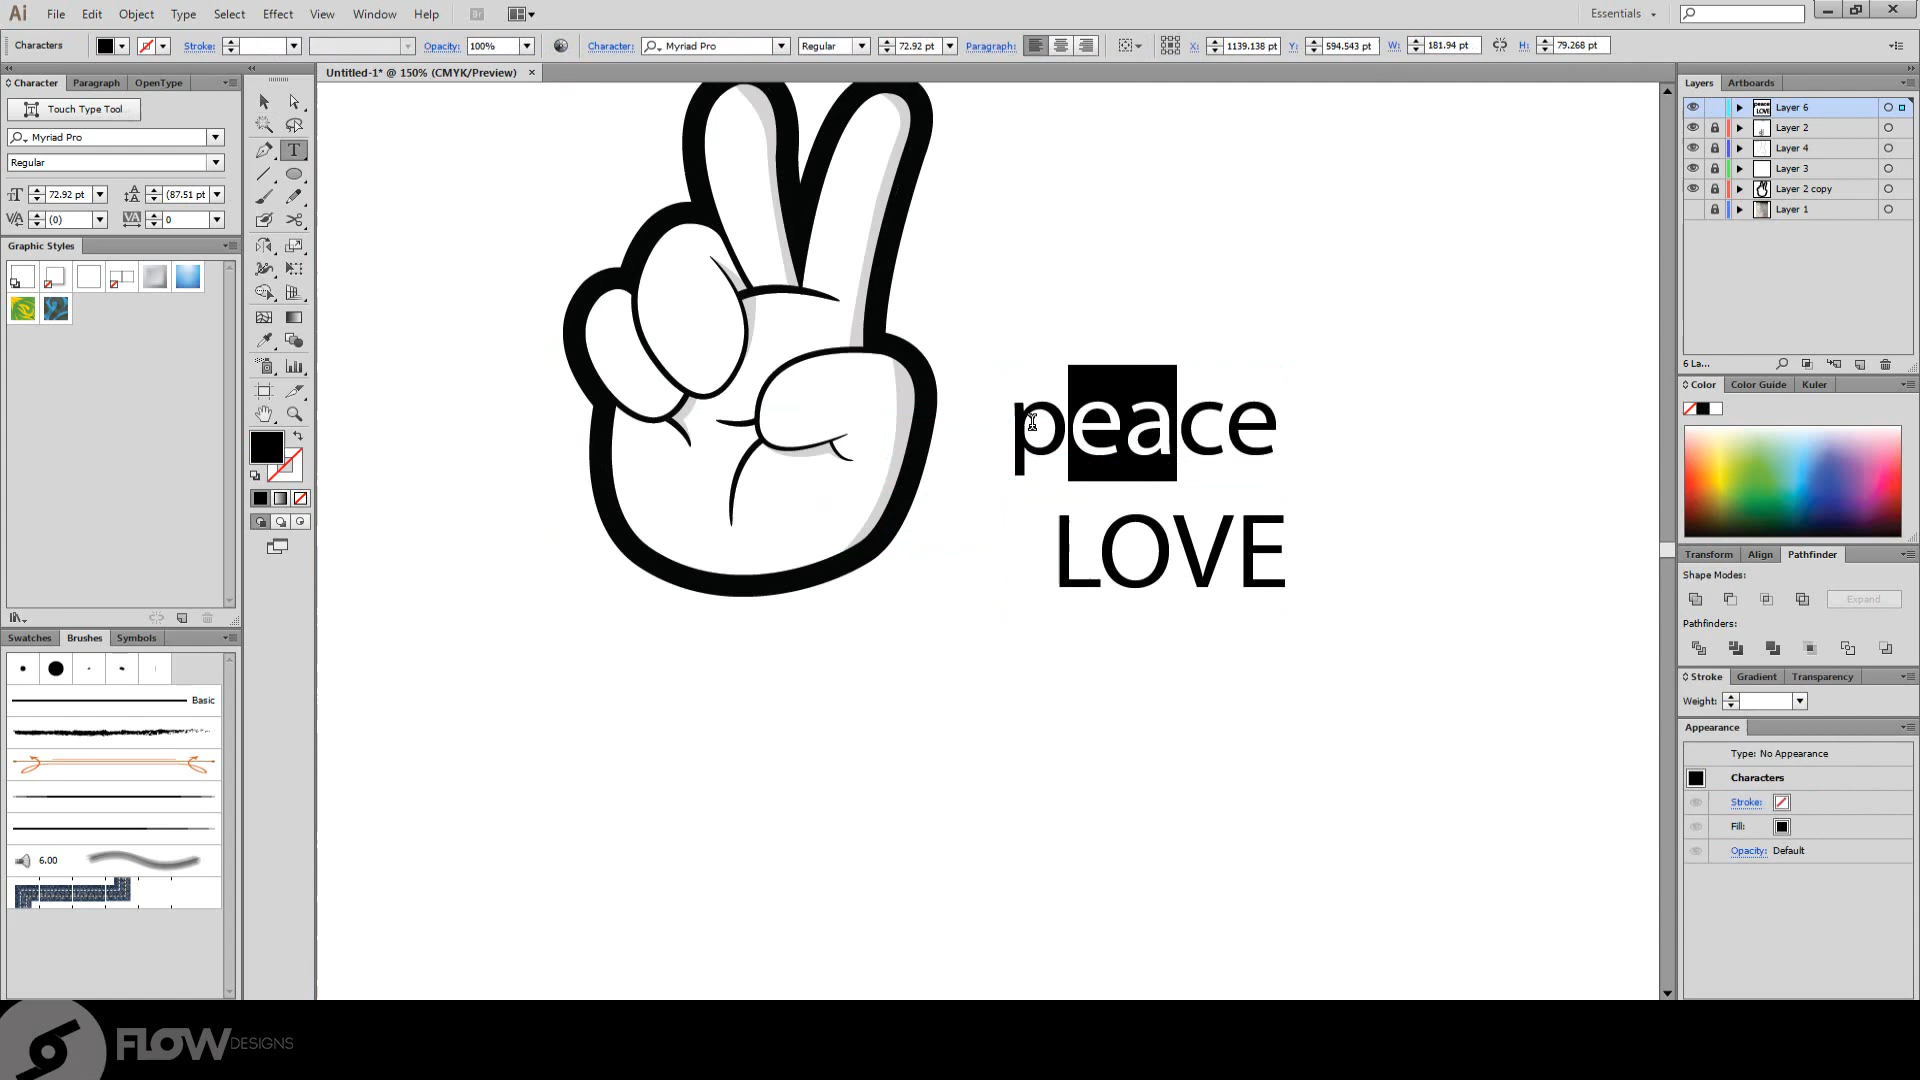 Ai File Edit Object Type Select Effect View Window Help Br Essentials
Characters Stroke: Opacity: 100% Character: Myriad Pro Regular 72.92 pt Paragraph: X: 1139.138 pt Y: 594.543 pt W: 181.94 pt H: 79.268 pt
Character Paragraph OpenType
Untitled-1* @ 150% (CMYK/Preview) ×
Touch Type Tool
Myriad Pro
Regular
72.92 pt (87.51 pt
(0) 0
Graphic Styles
Swatches Brushes Symbols
Basic
6.00
peace
LOVE
Layers Artboards
Layer 6
Layer 2
Layer 4
Layer 3
Layer 2 copy
Layer 1
6 La...
Color Color Guide Kuler
Transform Align Pathfinder
Shape Modes:
Expand
Pathfinders:
Stroke Gradient Transparency
Weight:
Appearance
Type: No Appearance
Characters
Stroke:
Fill:
Opacity: Default
FLOW DESIGNS